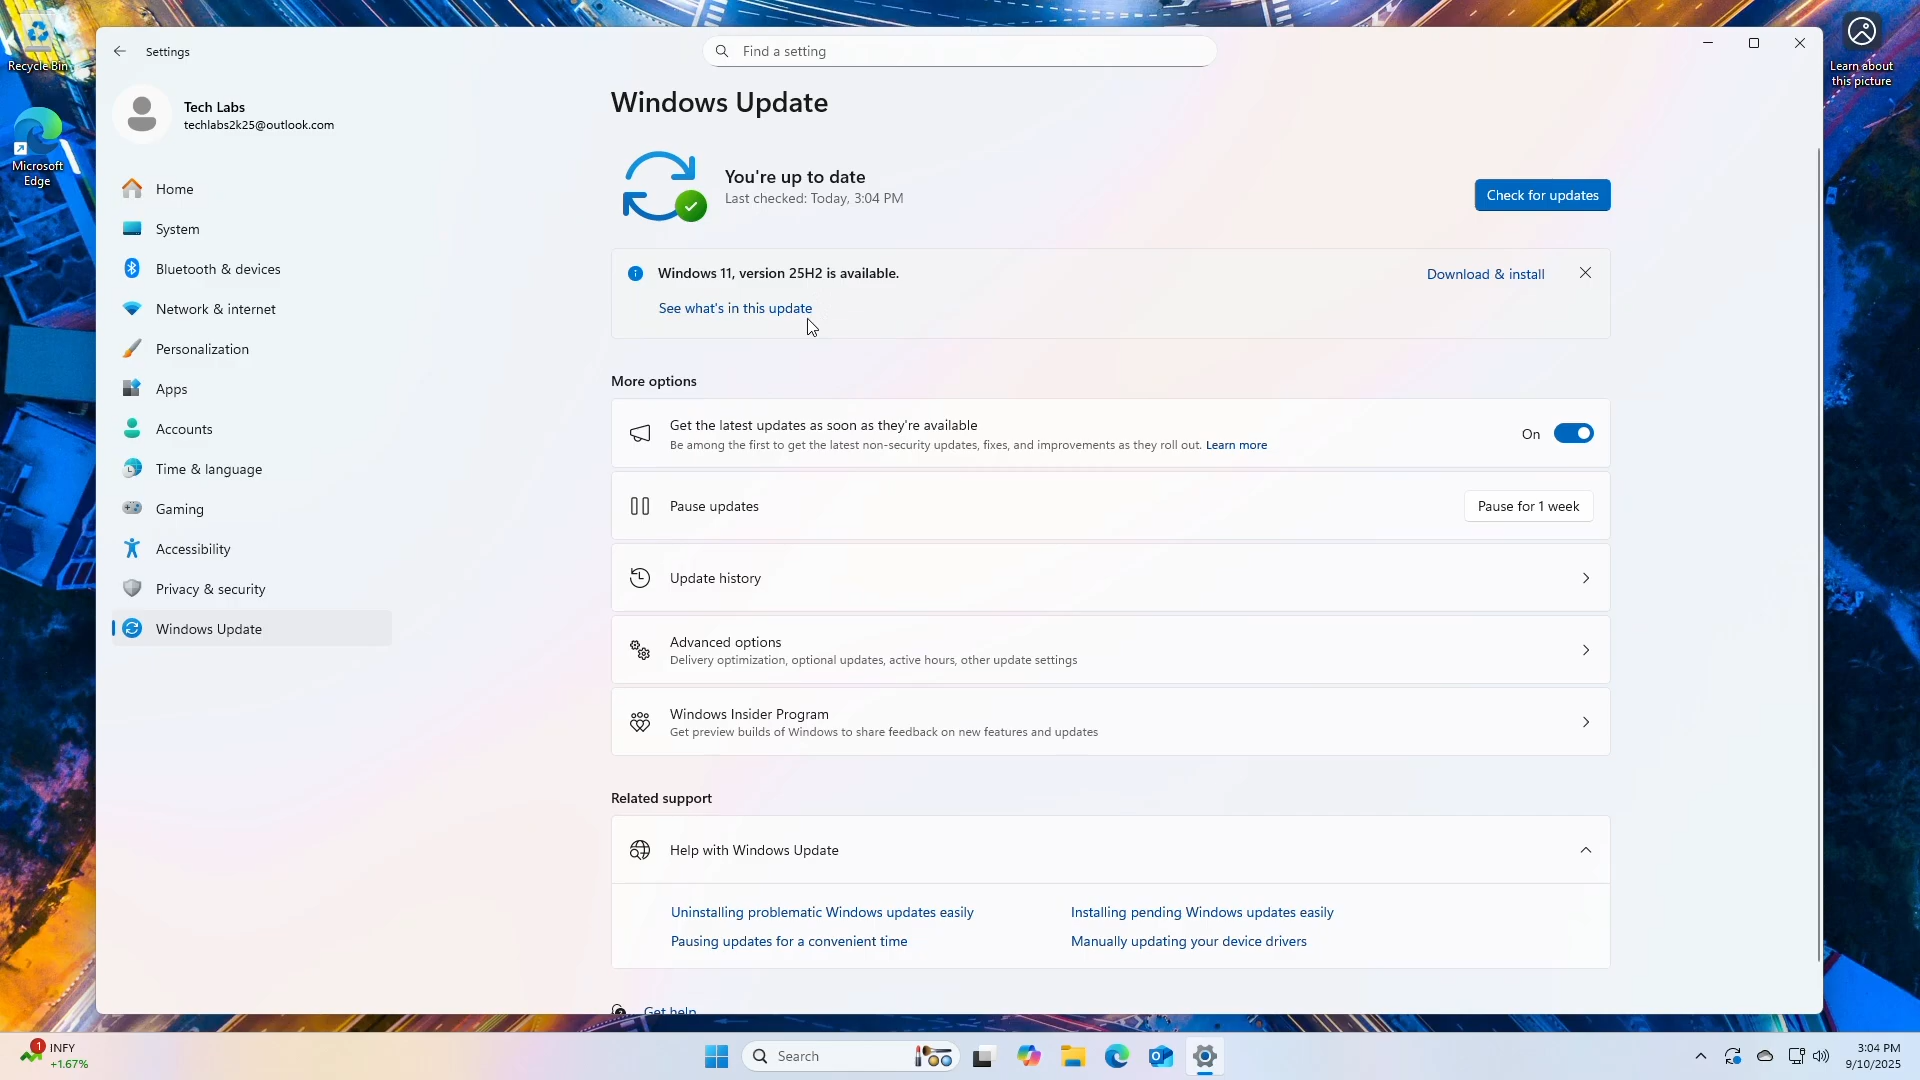 Recycle Bin
Microsoft
Edge
Learn about
this picture
Settings
Find a setting
Tech Labs
techlabs2k25@outlook.com
Home
System
Bluetooth & devices
Network & internet
Personalization
Apps
Accounts
Time & language
Gaming
Accessibility
Privacy & security
Windows Update
Windows Update
You're up to date
Last checked: Today, 3:04 PM
Check for updates
Windows 11, version 25H2 is available.
Download & install
See what's in this update
More options
Get the latest updates as soon as they're available
Be among the first to get the latest non-security updates, fixes, and improvements as they roll out. Learn more
On
Pause updates
Pause for 1 week
Update history
Advanced options
Delivery optimization, optional updates, active hours, other update settings
Windows Insider Program
Get preview builds of Windows to share feedback on new features and updates
Related support
Help with Windows Update
Uninstalling problematic Windows updates easily
Installing pending Windows updates easily
Pausing updates for a convenient time
Manually updating your device drivers
Get help
1
INFY
+1.67%
Search
3:04 PM
9/10/2025